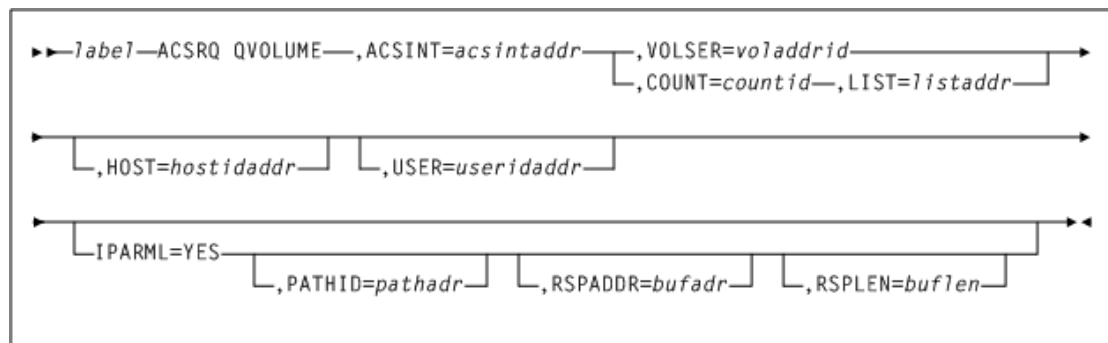 label ACSRQ QVOLUME ,ACSINT=acsintaddr ,VOLSER=voladdrid
,COUNT=countid ,LIST=listaddr
,HOST=hostidaddr ,USER=useridaddr
IPARML=YES
,PATHID=pathadr ,RSPADDR=bufadr ,RSPLEN=buflen